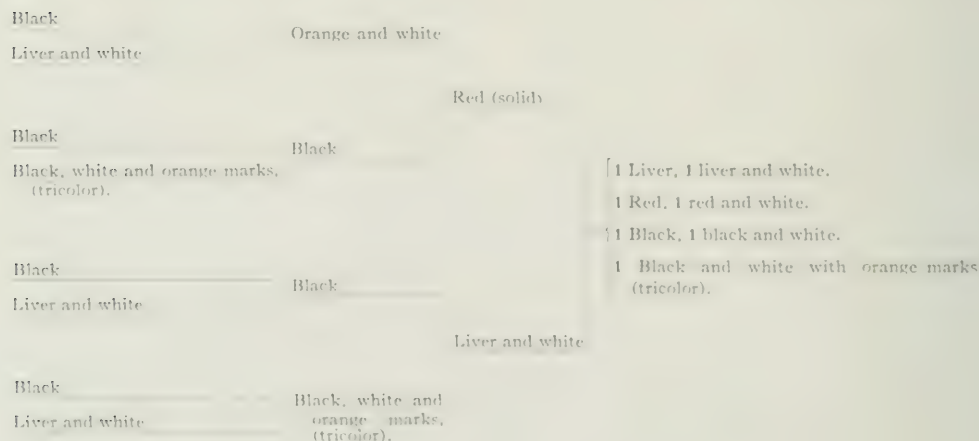 Black
Orange and white
Liver and white
Red (solid)
Black
Black
Black, white and orange marks,
(tricolor).
1 Liver, 1 liver and white.
1 Red, 1 red and white.
1 Black, 1 black and white.
1 Black and white with orange marks
(tricolor).
Black
Black
Liver and white
Liver and white
Black
Black, white and
orange marks,
(tricolor).
Liver and white